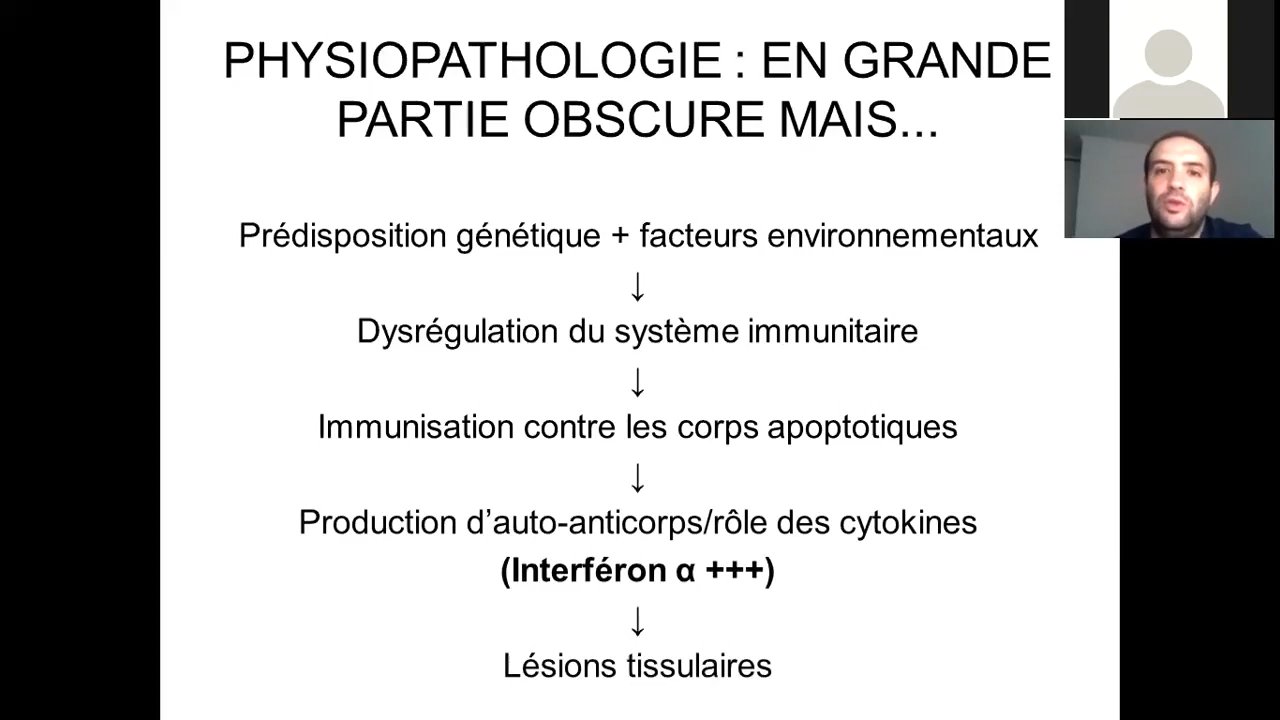 PHYSIOPATHOLOGIE : EN GRANDE
PARTIE OBSCURE MAIS...
Prédisposition génétique + facteurs environnementaux
↓
Dysrégulation du système immunitaire
↓
Immunisation contre les corps apoptotiques
↓
Production d’auto-anticorps/rôle des cytokines
(Interféron α +++)
↓
Lésions tissulaires